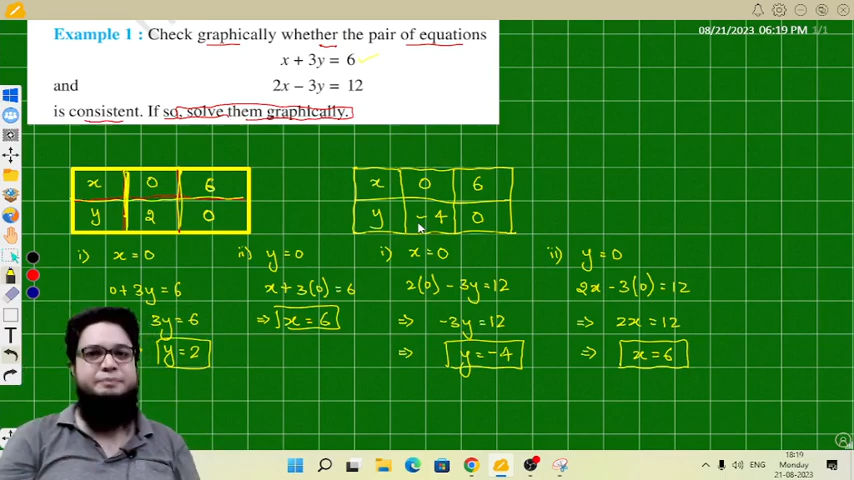 08/21/2023 06:19 PM 1/1
Example 1 : Check graphically whether the pair of equations
x + 3y = 6
and
2x − 3y = 12
is consistent. If so, solve them graphically.
x 0 6
y 2 0
x 0 6
y -4 0
i) x=0
0+3y=6
3y=6
y=2
ii) y=0
x+3(0)=6
⇒ x=6
i) x=0
2(0)-3y=12
⇒ -3y=12
⇒ y=-4
ii) y=0
2x-3(0)=12
⇒ 2x=12
⇒ x=6
T
ENG
18:19
Monday
21-08-2023